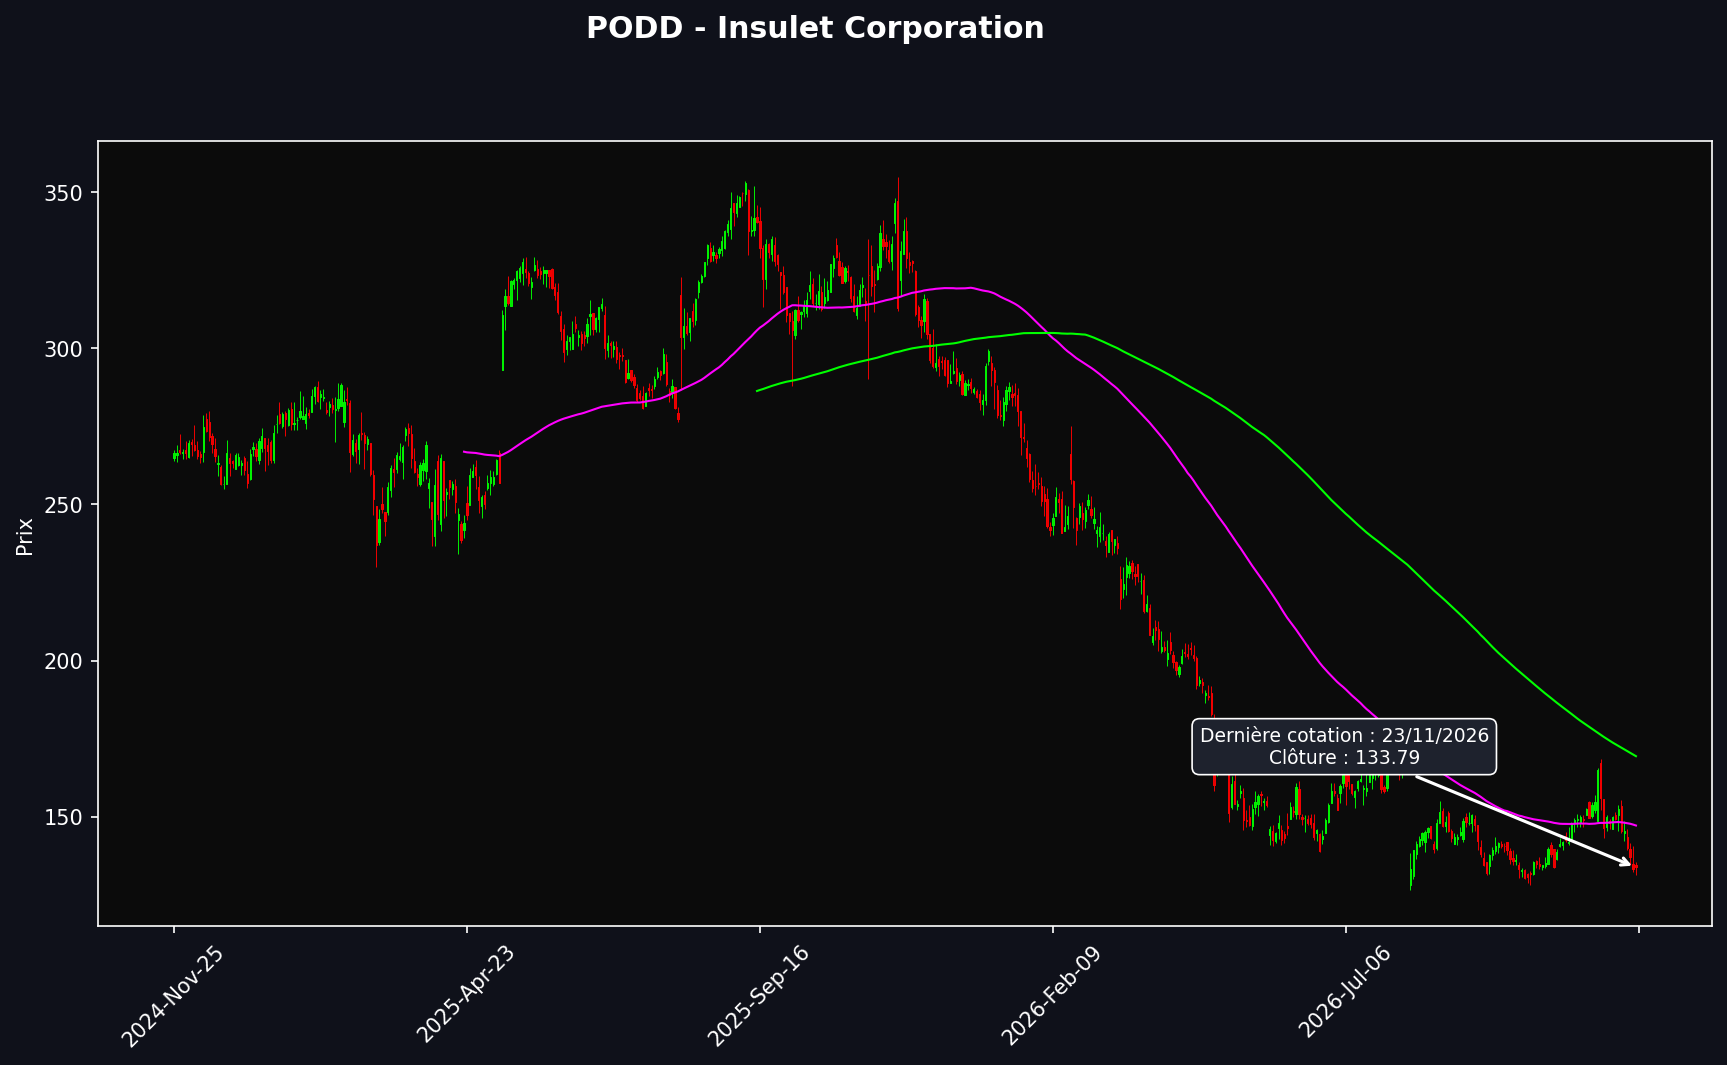 PODD - Insulet Corporation
Prix
350
300
250
200
150
Dernière cotation : 23/11/2026
Clôture : 133.79
2024-Nov-25
2025-Apr-23
2025-Sep-16
2026-Feb-09
2026-Jul-06